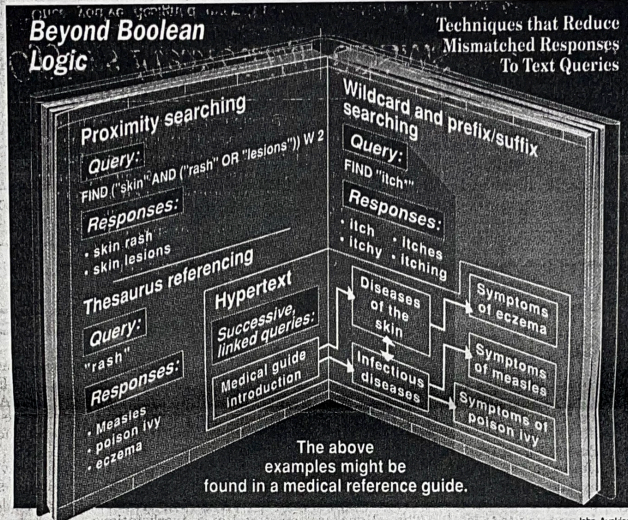 Beyond Boolean
Logic
Techniques that Reduce
Mismatched Responses
To Text Queries
Proximity searching
Query:
FIND ("skin" AND ("rash" OR "lesions")) W 2
Responses:
• skin rash
• skin lesions
Thesaurus referencing
Query:
"rash"
Responses:
• Measles
• poison ivy
• eczema
Hypertext
Successive,
linked queries:
Medical guide
introduction
Wildcard and prefix/suffix
searching
Query:
FIND "itch*"
Responses:
• itch • itches
• itchy • itching
Diseases
of the
skin
Infectious
diseases
Symptoms
of eczema
Symptoms
of measles
Symptoms of
poison ivy
The above
examples might be
found in a medical reference guide.
John